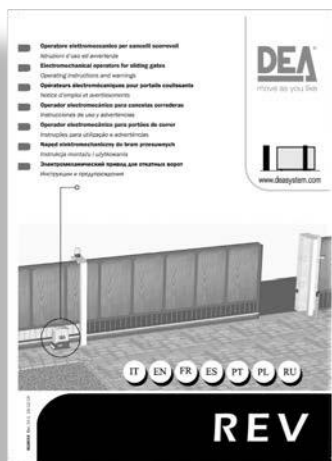 Operatore elettromeccanico per cancelli scorrevoli
Istruzioni d'uso ed avvertenze
Electromechanical operators for sliding gates
Operating instructions and warnings
Opérateurs électromécaniques pour portails coulissants
Notice d'emploi et avertissements
Operador electromecánico para cancelas correderas
Instrucciones de uso y advertencias
Operador electromecânico para portões de correr
Instruções para utilização e advertências
Napęd elektromechaniczny do bram przesuwnych
Instrukcja montażu i użytkowania
Электромеханический привод для откатных ворот
Инструкции и предупреждения
DEA
move as you like
www.deasystem.com
IT EN FR ES PT PL RU
REV